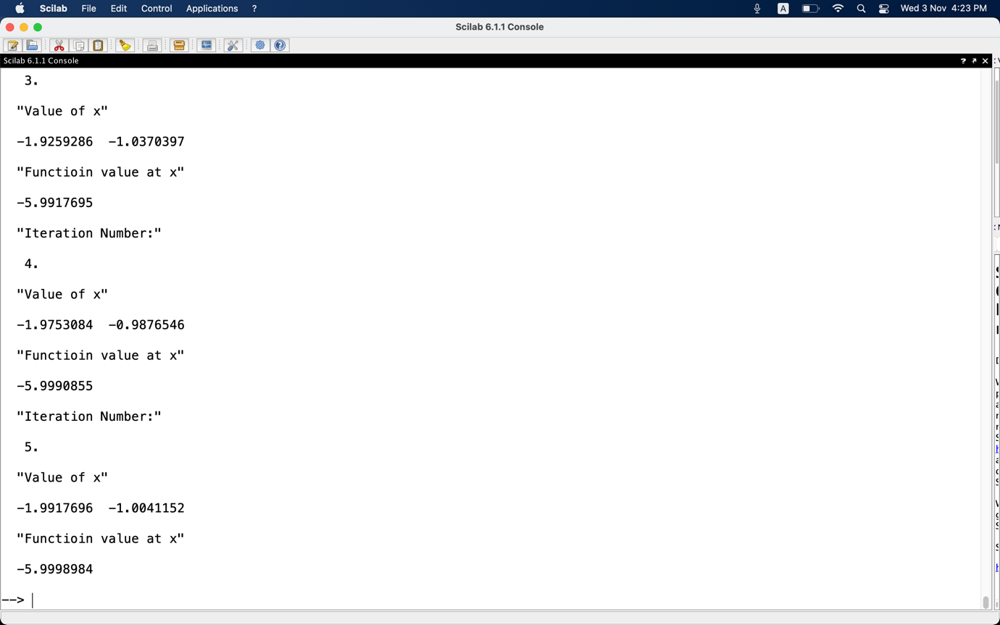 Scilab File Edit Control Applications ? A Wed 3 Nov 4:23 PM
Scilab 6.1.1 Console
Scilab 6.1.1 Console ? ↗ ✕
3.
"Value of x"
-1.9259286 -1.0370397
"Functioin value at x"
-5.9917695
"Iteration Number:"
4.
"Value of x"
-1.9753084 -0.9876546
"Functioin value at x"
-5.9990855
"Iteration Number:"
5.
"Value of x"
-1.9917696 -1.0041152
"Functioin value at x"
-5.9998984
-->